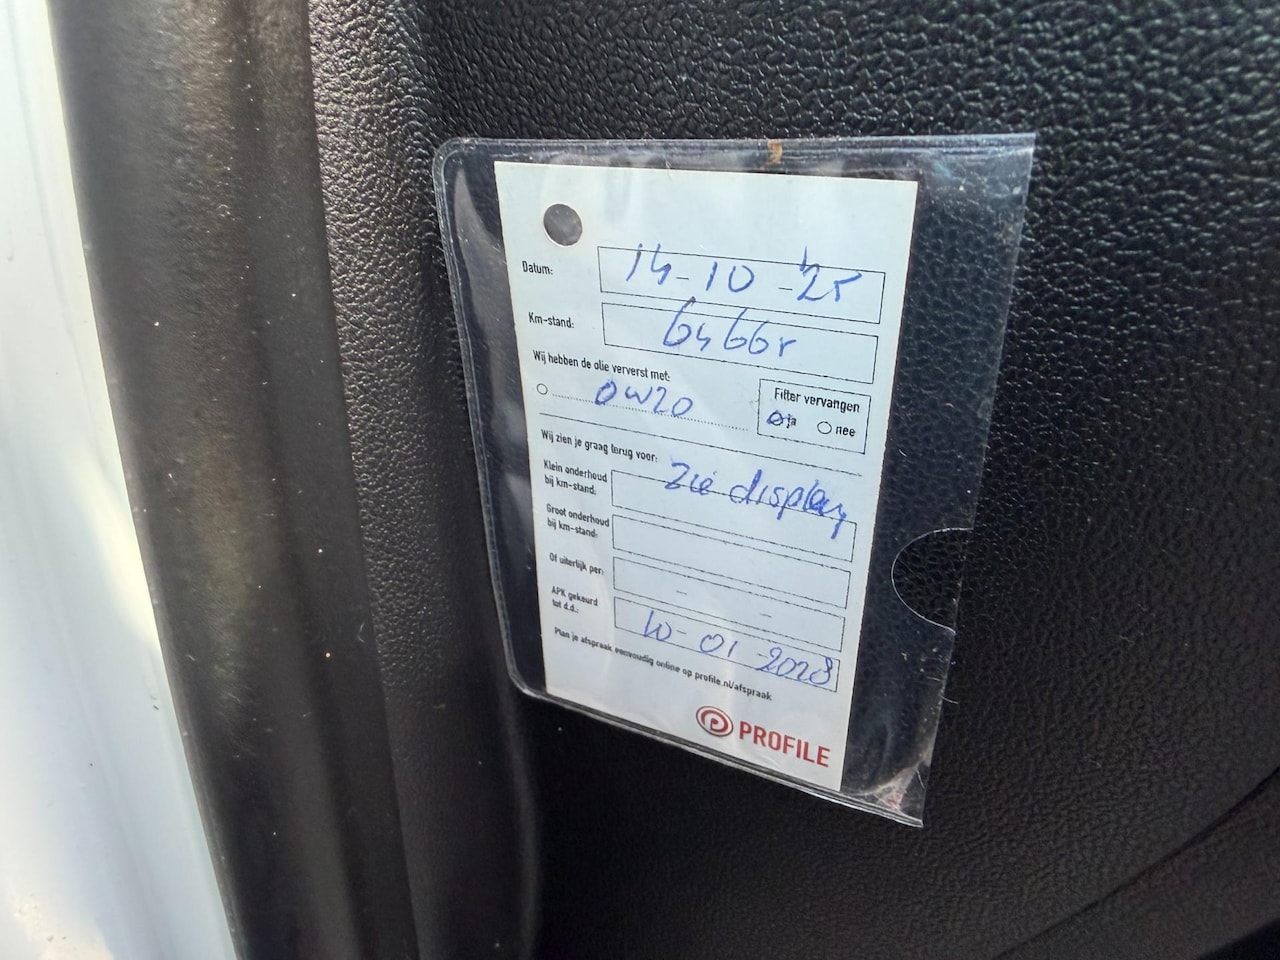 Datum: 14-10-'25
Km-stand: 64665
Wij hebben de olie ververst met:
0W20
Filter vervangen
ja nee
Wij zien je graag terug voor:
Klein onderhoud
bij km-stand:
Zie display
Groot onderhoud
bij km-stand:
Of uiterlijk per: - -
APK gekeurd
tot d.d.:
10-01-2028
Plan je afspraak eenvoudig online op profile.nl/afspraak
PROFILE